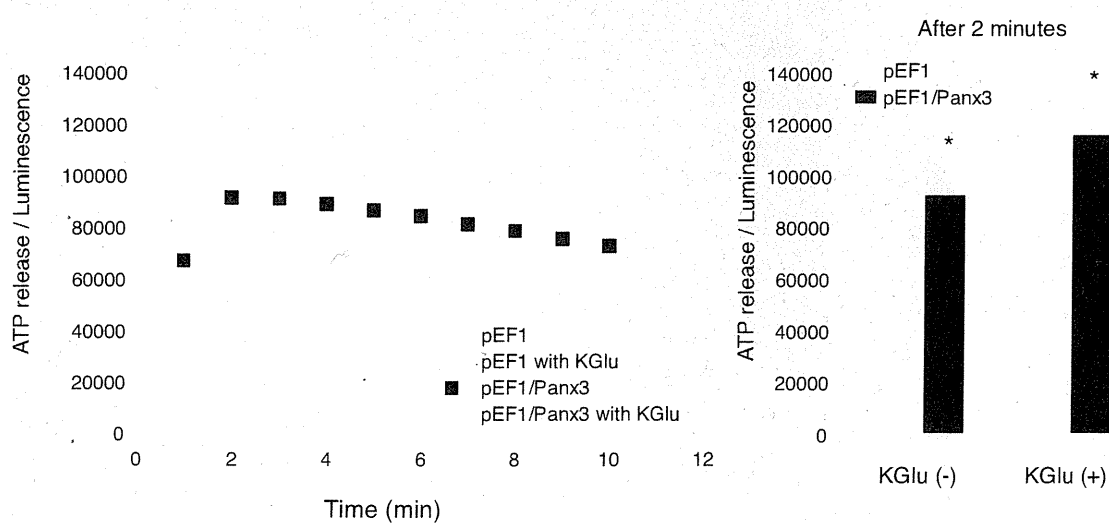 ATP release / Luminescence
140000
120000
100000
80000
60000
40000
20000
0
0 2 4 6 8 10 12
Time (min)
pEF1
pEF1 with KGlu
pEF1/Panx3
pEF1/Panx3 with KGlu
After 2 minutes
ATP release / Luminescence
140000
120000
100000
80000
60000
40000
20000
0
pEF1
pEF1/Panx3
*
*
KGlu (-) KGlu (+)